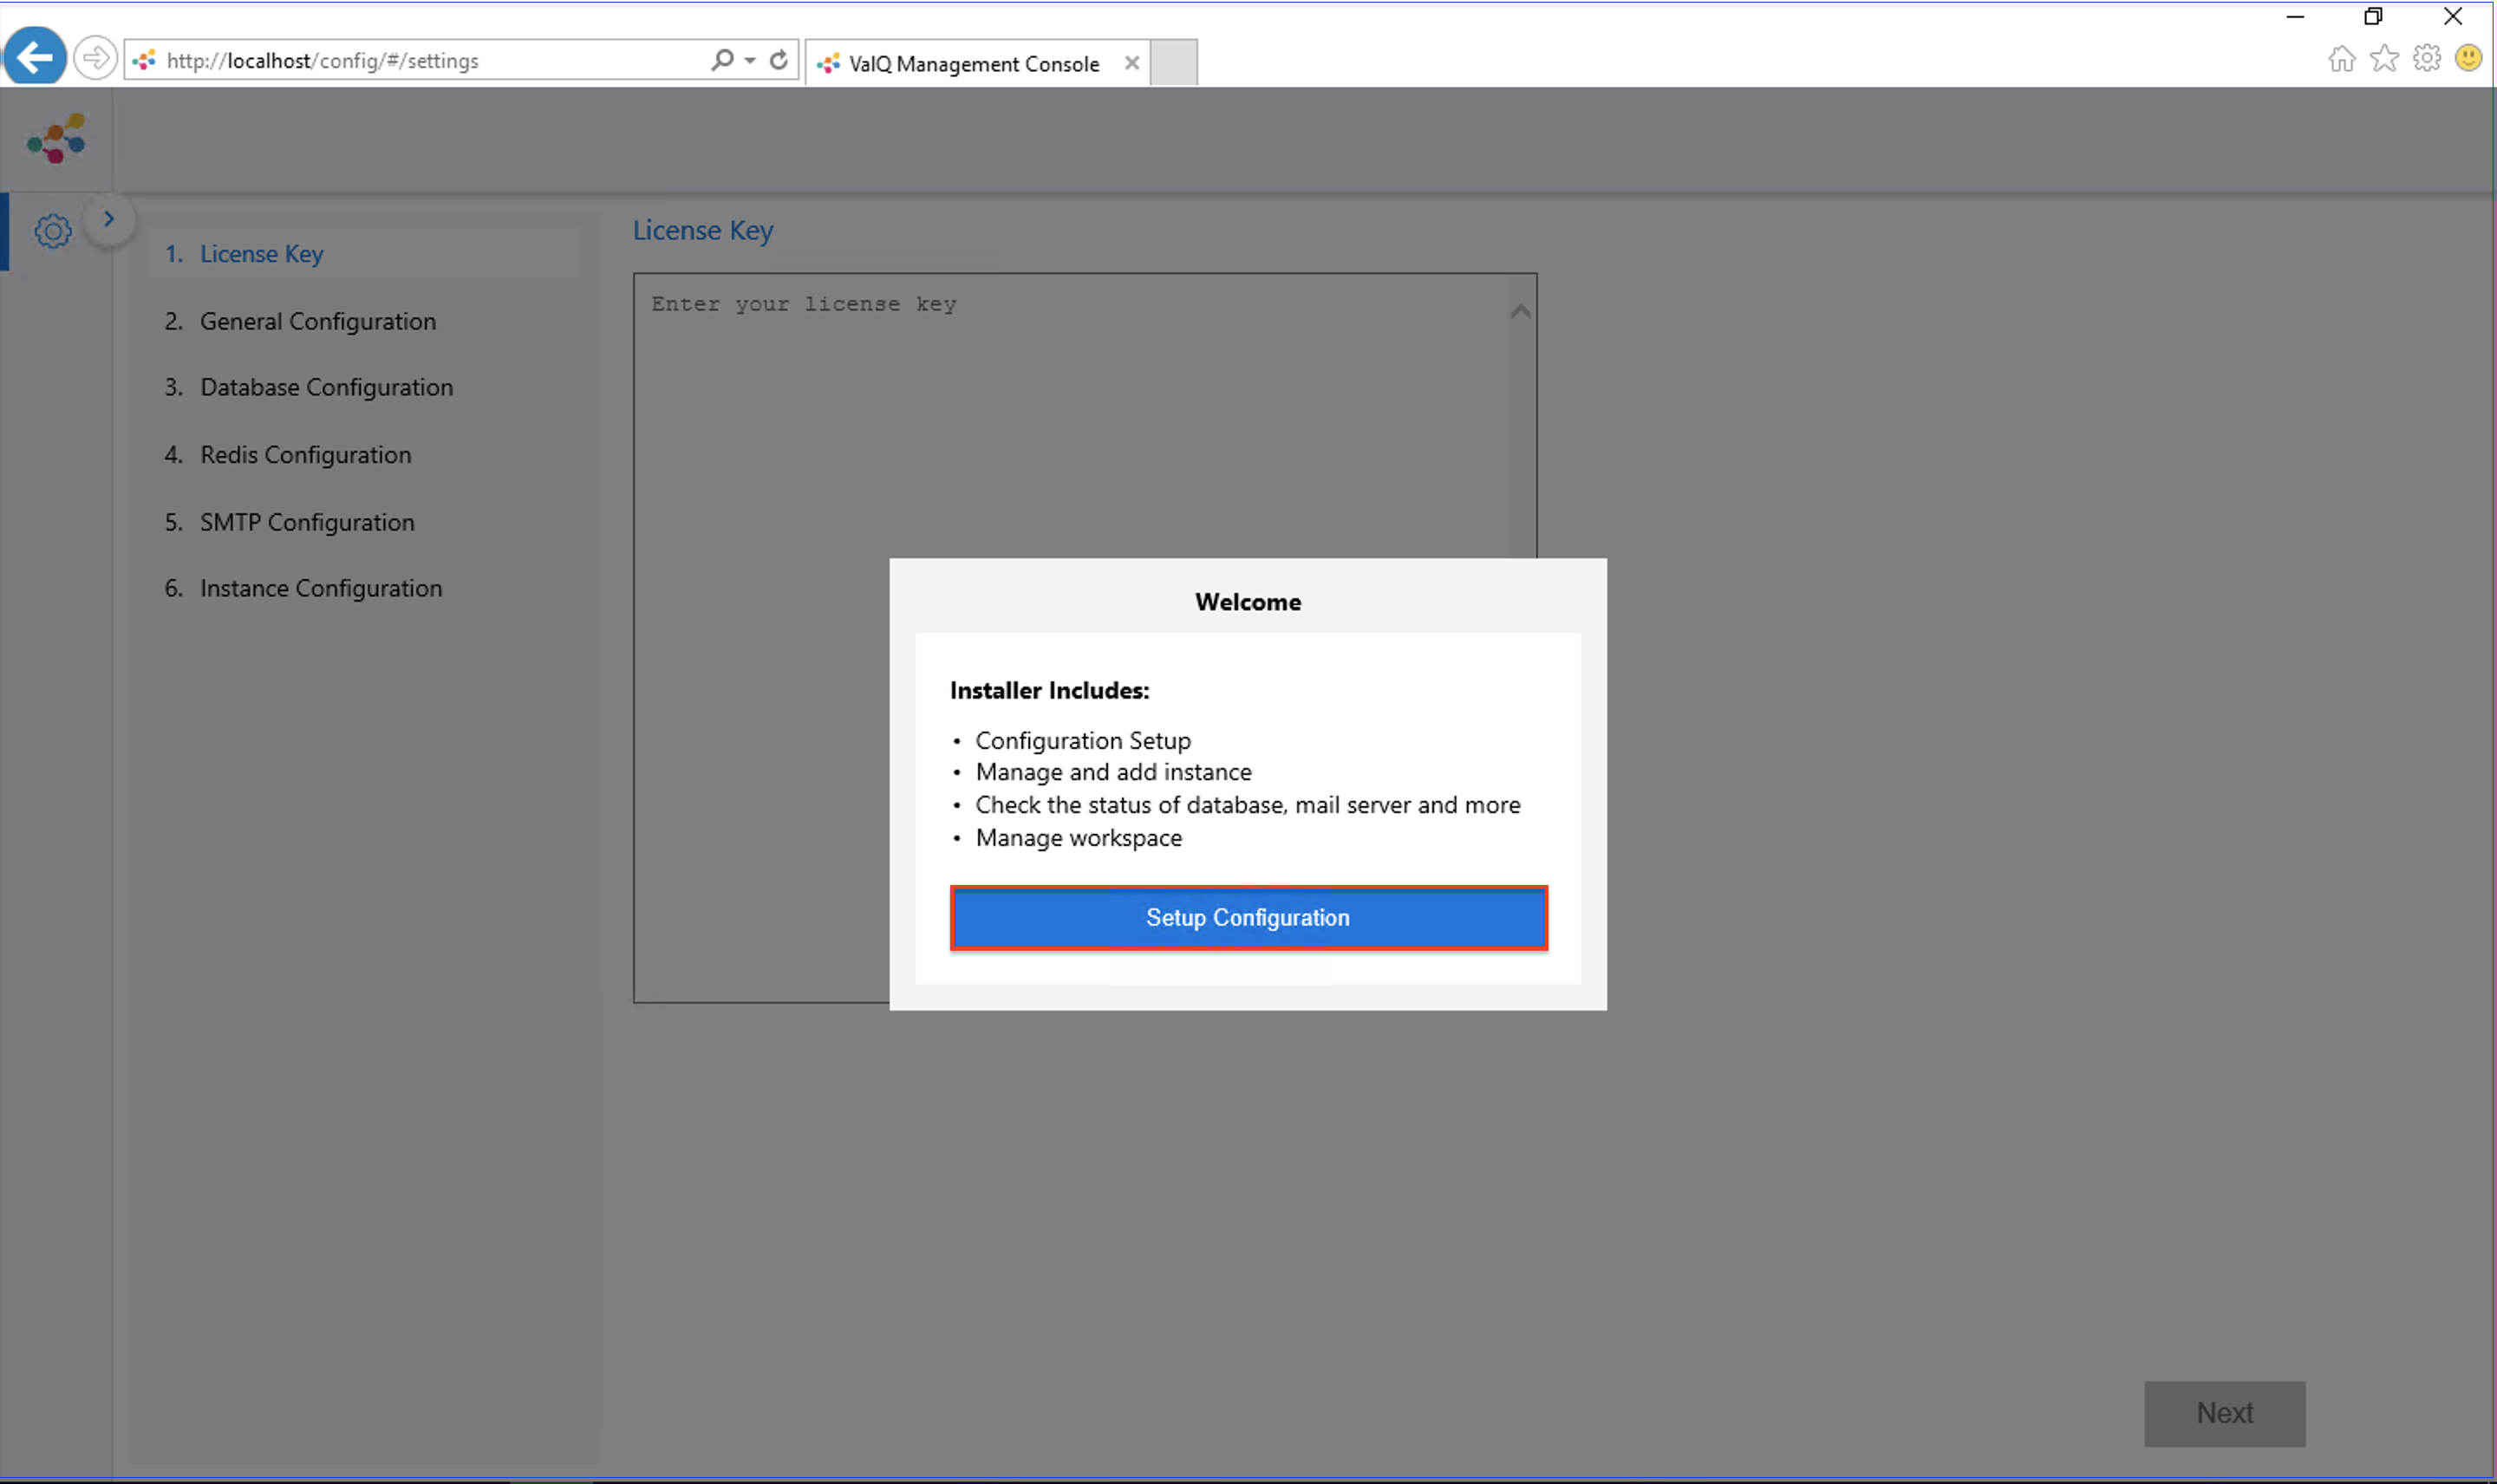 http://localhost/config/#/settings
ValQ Management Console
1. License Key
2. General Configuration
3. Database Configuration
4. Redis Configuration
5. SMTP Configuration
6. Instance Configuration
License Key
Enter your license key
Welcome
Installer Includes:
• Configuration Setup
• Manage and add instance
• Check the status of database, mail server and more
• Manage workspace
Setup Configuration
Next